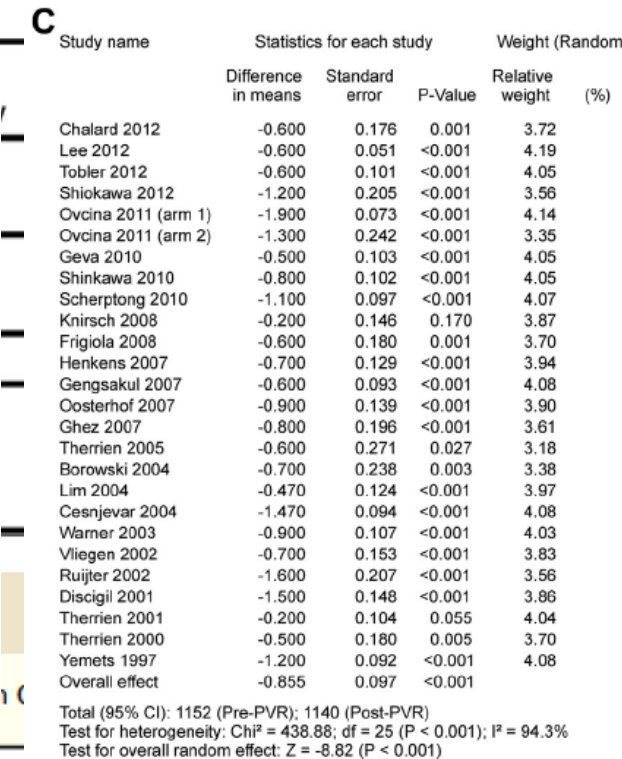 C
Study name Statistics for each study Weight (Random
Difference in means Standard error P-Value Relative weight (%)
Chalard 2012 -0.600 0.176 0.001 3.72
Lee 2012 -0.600 0.051 <0.001 4.19
Tobler 2012 -0.600 0.101 <0.001 4.05
Shiokawa 2012 -1.200 0.205 <0.001 3.56
Ovcina 2011 (arm 1) -1.900 0.073 <0.001 4.14
Ovcina 2011 (arm 2) -1.300 0.242 <0.001 3.35
Geva 2010 -0.500 0.103 <0.001 4.05
Shinkawa 2010 -0.800 0.102 <0.001 4.05
Scherptong 2010 -1.100 0.097 <0.001 4.07
Knirsch 2008 -0.200 0.146 0.170 3.87
Frigiola 2008 -0.600 0.180 0.001 3.70
Henkens 2007 -0.700 0.129 <0.001 3.94
Gengsakul 2007 -0.600 0.093 <0.001 4.08
Oosterhof 2007 -0.900 0.139 <0.001 3.90
Ghez 2007 -0.800 0.196 <0.001 3.61
Therrien 2005 -0.600 0.271 0.027 3.18
Borowski 2004 -0.700 0.238 0.003 3.38
Lim 2004 -0.470 0.124 <0.001 3.97
Cesnjevar 2004 -1.470 0.094 <0.001 4.08
Warner 2003 -0.900 0.107 <0.001 4.03
Vliegen 2002 -0.700 0.153 <0.001 3.83
Ruijter 2002 -1.600 0.207 <0.001 3.56
Discigil 2001 -1.500 0.148 <0.001 3.86
Therrien 2001 -0.200 0.104 0.055 4.04
Therrien 2000 -0.500 0.180 0.005 3.70
Yemets 1997 -1.200 0.092 <0.001 4.08
Overall effect -0.855 0.097 <0.001
Total (95% CI): 1152 (Pre-PVR); 1140 (Post-PVR)
Test for heterogeneity: Chi² = 438.88; df = 25 (P < 0.001); I² = 94.3%
Test for overall random effect: Z = -8.82 (P < 0.001)